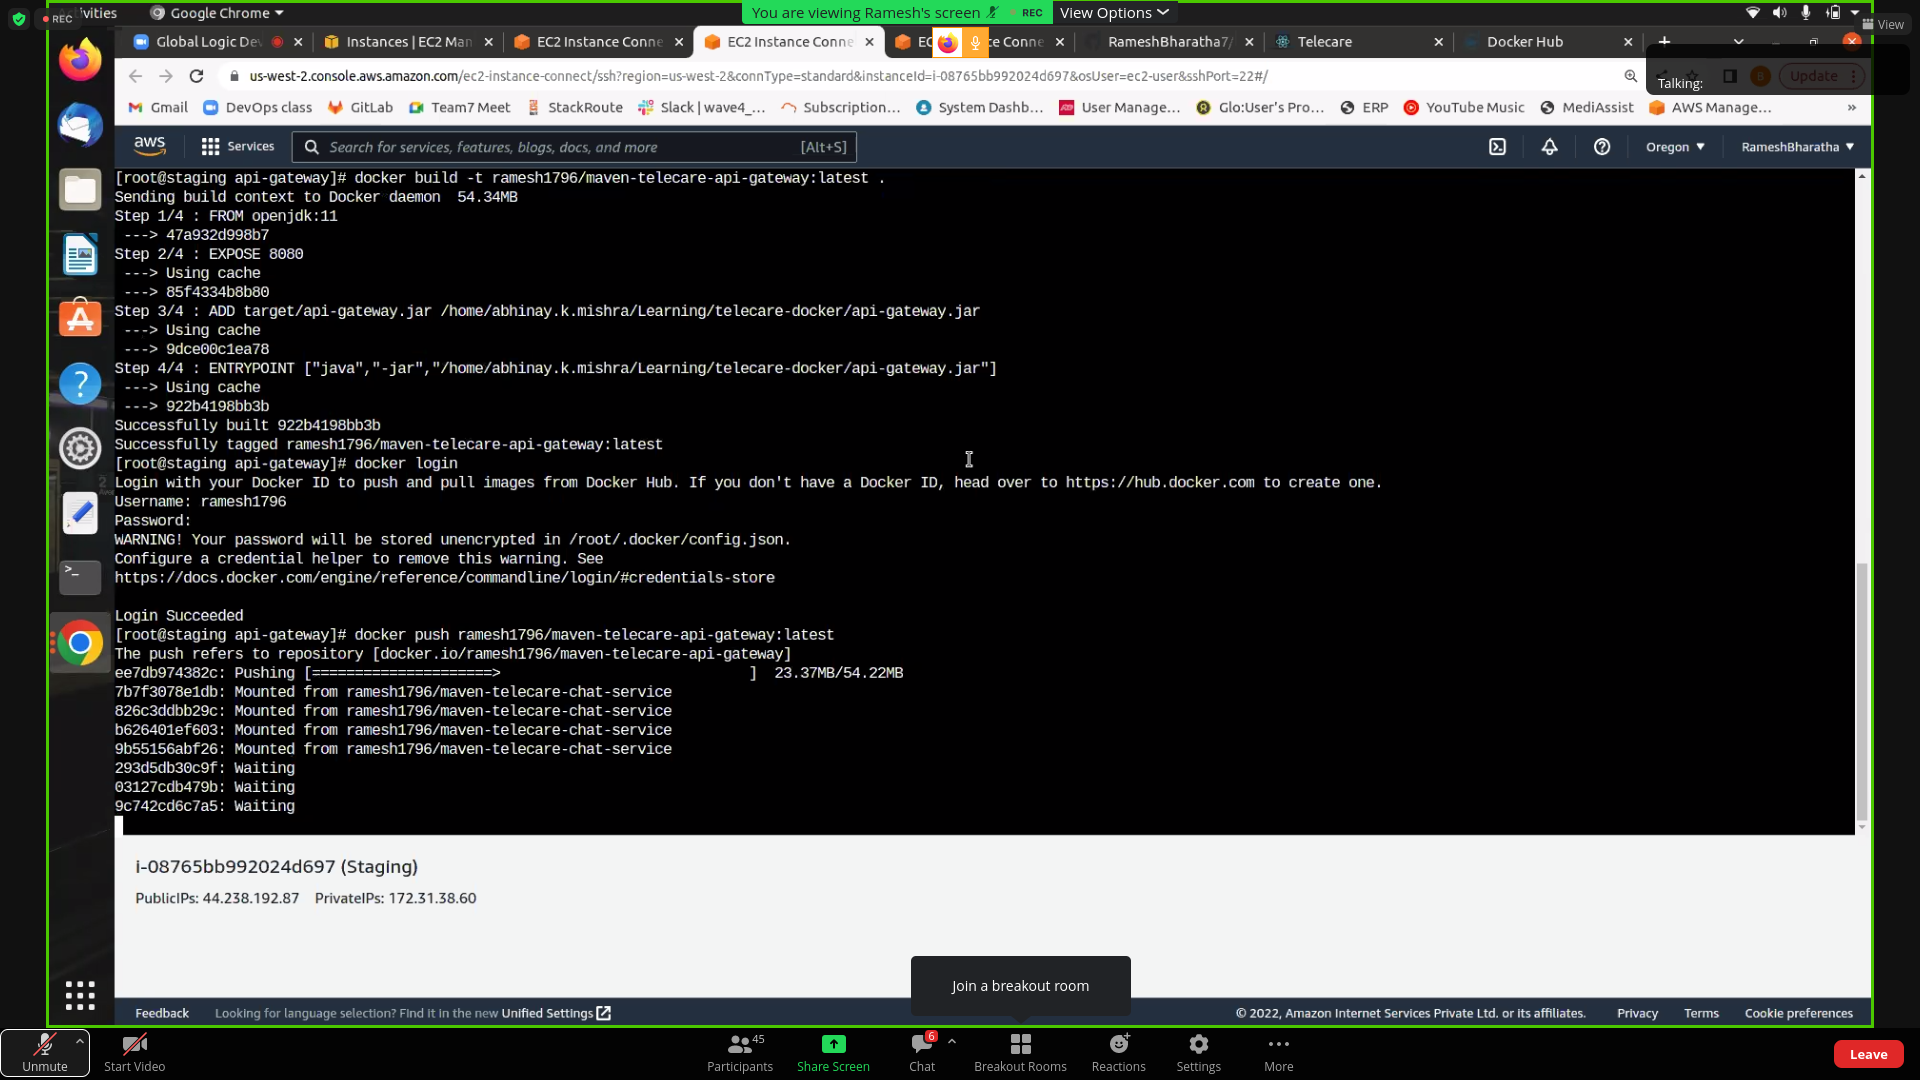 REC
Activities
Google Chrome
You are viewing Ramesh's screen
REC
View Options
View
Global Logic De
Instances | EC2 Man
EC2 Instance Conne
EC2 Instance Conne
EC
ce Conne
RameshBharatha7/
Telecare
Docker Hub
us-west-2.console.aws.amazon.com/ec2-instance-connect/ssh?region=us-west-2&connType=standard&instanceId=i-08765bb992024d697&osUser=ec2-user&sshPort=22#/
B
Update
Talking:
Gmail
DevOps class
GitLab
Team7 Meet
StackRoute
Slack | wave4_...
Subscription...
System Dashb...
User Manage...
Glo:User's Pro...
ERP
YouTube Music
MediAssist
AWS Manage...
»
aws
Services
Search for services, features, blogs, docs, and more
[Alt+S]
Oregon
RameshBharatha
[root@staging api-gateway]# docker build -t ramesh1796/maven-telecare-api-gateway:latest .
Sending build context to Docker daemon  54.34MB
Step 1/4 : FROM openjdk:11
 ---> 47a932d998b7
Step 2/4 : EXPOSE 8080
 ---> Using cache
 ---> 85f4334b8b80
Step 3/4 : ADD target/api-gateway.jar /home/abhinay.k.mishra/Learning/telecare-docker/api-gateway.jar
 ---> Using cache
 ---> 9dce00c1ea78
Step 4/4 : ENTRYPOINT ["java","-jar","/home/abhinay.k.mishra/Learning/telecare-docker/api-gateway.jar"]
 ---> Using cache
 ---> 922b4198bb3b
Successfully built 922b4198bb3b
Successfully tagged ramesh1796/maven-telecare-api-gateway:latest
[root@staging api-gateway]# docker login
Login with your Docker ID to push and pull images from Docker Hub. If you don't have a Docker ID, head over to https://hub.docker.com to create one.
Username: ramesh1796
Password:
WARNING! Your password will be stored unencrypted in /root/.docker/config.json.
Configure a credential helper to remove this warning. See
https://docs.docker.com/engine/reference/commandline/login/#credentials-store
Login Succeeded
[root@staging api-gateway]# docker push ramesh1796/maven-telecare-api-gateway:latest
The push refers to repository [docker.io/ramesh1796/maven-telecare-api-gateway]
ee7db974382c: Pushing [=====================>                             ]  23.37MB/54.22MB
7b7f3078e1db: Mounted from ramesh1796/maven-telecare-chat-service
826c3ddbb29c: Mounted from ramesh1796/maven-telecare-chat-service
b626401ef603: Mounted from ramesh1796/maven-telecare-chat-service
9b55156abf26: Mounted from ramesh1796/maven-telecare-chat-service
293d5db30c9f: Waiting
03127cdb479b: Waiting
9c742cd6c7a5: Waiting
i-08765bb992024d697 (Staging)
PublicIPs: 44.238.192.87    PrivateIPs: 172.31.38.60
Join a breakout room
Feedback
Looking for language selection? Find it in the new Unified Settings
© 2022, Amazon Internet Services Private Ltd. or its affiliates.
Privacy
Terms
Cookie preferences
Unmute
Start Video
Participants
45
Share Screen
Chat
6
Breakout Rooms
Reactions
Settings
More
Leave